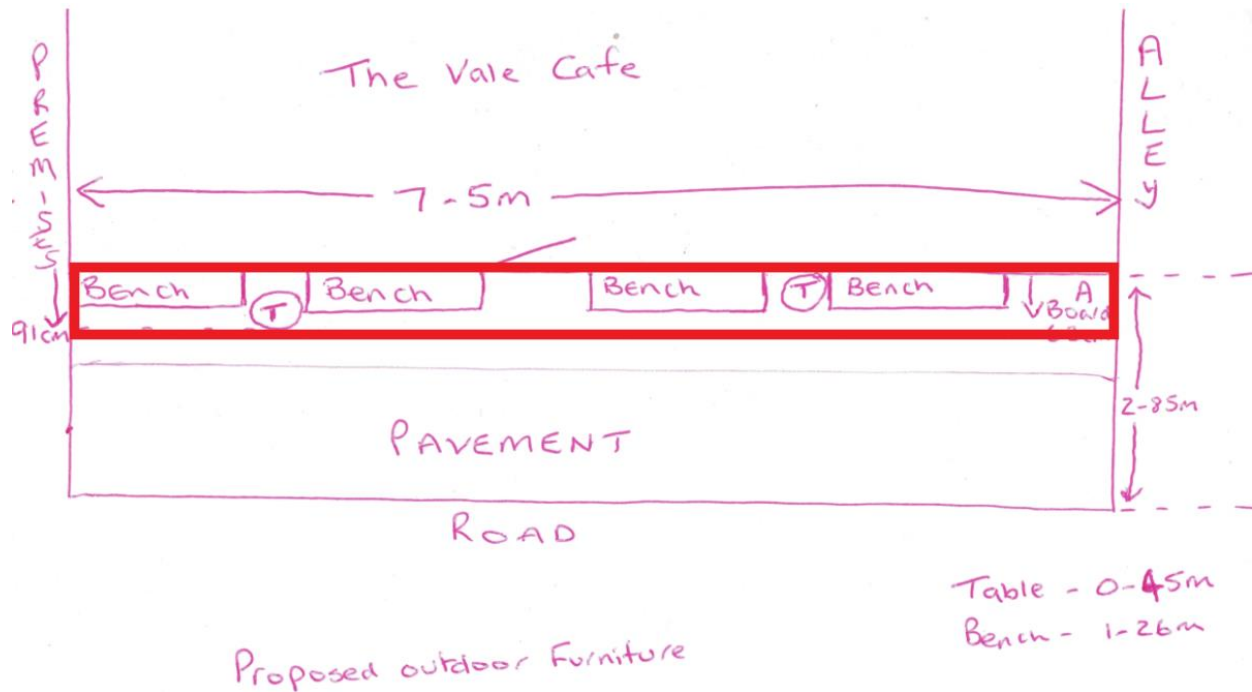 The Vale Cafe
PREMISES
ALLEY
7-5m
Bench
T
Bench
Bench
T
Bench
A
Board
91cm
2-85m
PAVEMENT
ROAD
Table - 0-45m
Bench - 1-26m
Proposed outdoor Furniture